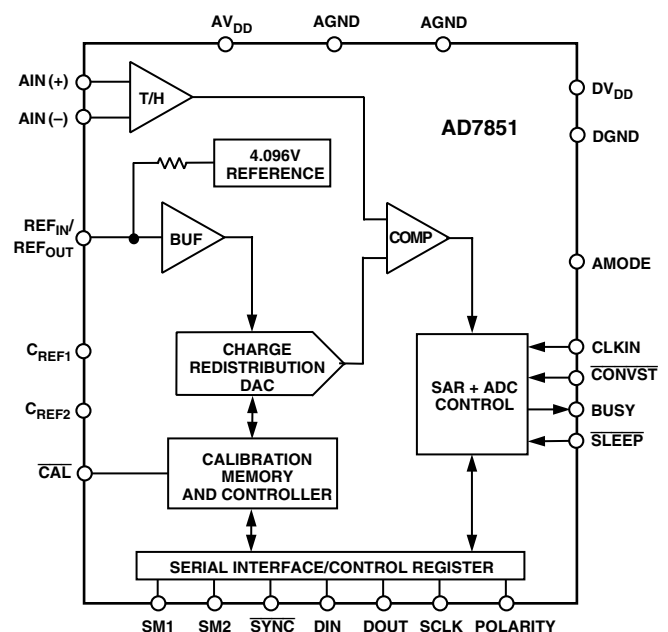 AVDD AGND AGND
AIN (+)
AIN (–)
T/H
AD7851
DVDD
DGND
4.096V
REFERENCE
REFIN/
REFOUT
BUF
COMP
AMODE
CREF1
CHARGE
REDISTRIBUTION
DAC
SAR + ADC
CONTROL
CLKIN
CONVST
BUSY
SLEEP
CREF2
CAL
CALIBRATION
MEMORY
AND CONTROLLER
SERIAL INTERFACE/CONTROL REGISTER
SM1 SM2 SYNC DIN DOUT SCLK POLARITY